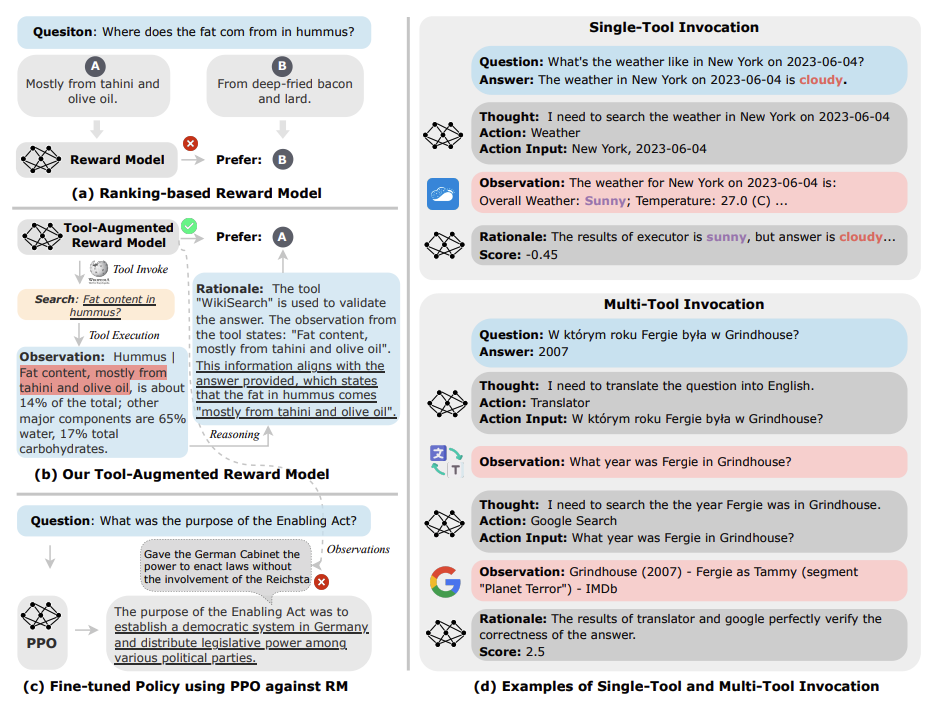 Quesiton: Where does the fat com from in hummus?
A
Mostly from tahini and
olive oil.
B
From deep-fried bacon
and lard.
Reward Model
Prefer: B
(a) Ranking-based Reward Model
Tool-Augmented
Reward Model
Prefer: A
Tool Invoke
Search: Fat content in
hummus?
Tool Execution
Observation: Hummus |
Fat content, mostly from
tahini and olive oil, is about
14% of the total; other
major components are 65%
water, 17% total
carbohydrates.
Rationale: The tool
"WikiSearch" is used to validate
the answer. The observation from
the tool states: "Fat content,
mostly from tahini and olive oil".
This information aligns with the
answer provided, which states
that the fat in hummus comes
"mostly from tahini and olive oil".
Reasoning
(b) Our Tool-Augmented Reward Model
Question: What was the purpose of the Enabling Act?
Observations
Gave the German Cabinet the
power to enact laws without
the involvement of the Reichsta
PPO
The purpose of the Enabling Act was to
establish a democratic system in Germany
and distribute legislative power among
various political parties.
(c) Fine-tuned Policy using PPO against RM
Single-Tool Invocation
Question: What's the weather like in New York on 2023-06-04?
Answer: The weather in New York on 2023-06-04 is cloudy.
Thought: I need to search the weather in New York on 2023-06-04
Action: Weather
Action Input: New York, 2023-06-04
Observation: The weather for New York on 2023-06-04 is:
Overall Weather: Sunny; Temperature: 27.0 (C) ...
Rationale: The results of executor is sunny, but answer is cloudy...
Score: -0.45
Multi-Tool Invocation
Question: W którym roku Fergie była w Grindhouse?
Answer: 2007
Thought: I need to translate the question into English.
Action: Translator
Action Input: W którym roku Fergie była w Grindhouse?
文
T
Observation: What year was Fergie in Grindhouse?
Thought: I need to search the the year Fergie was in Grindhouse.
Action: Google Search
Action Input: What year was Fergie in Grindhouse?
G
Observation: Grindhouse (2007) - Fergie as Tammy (segment
"Planet Terror") - IMDb
Rationale: The results of translator and google perfectly verify the
correctness of the answer.
Score: 2.5
(d) Examples of Single-Tool and Multi-Tool Invocation